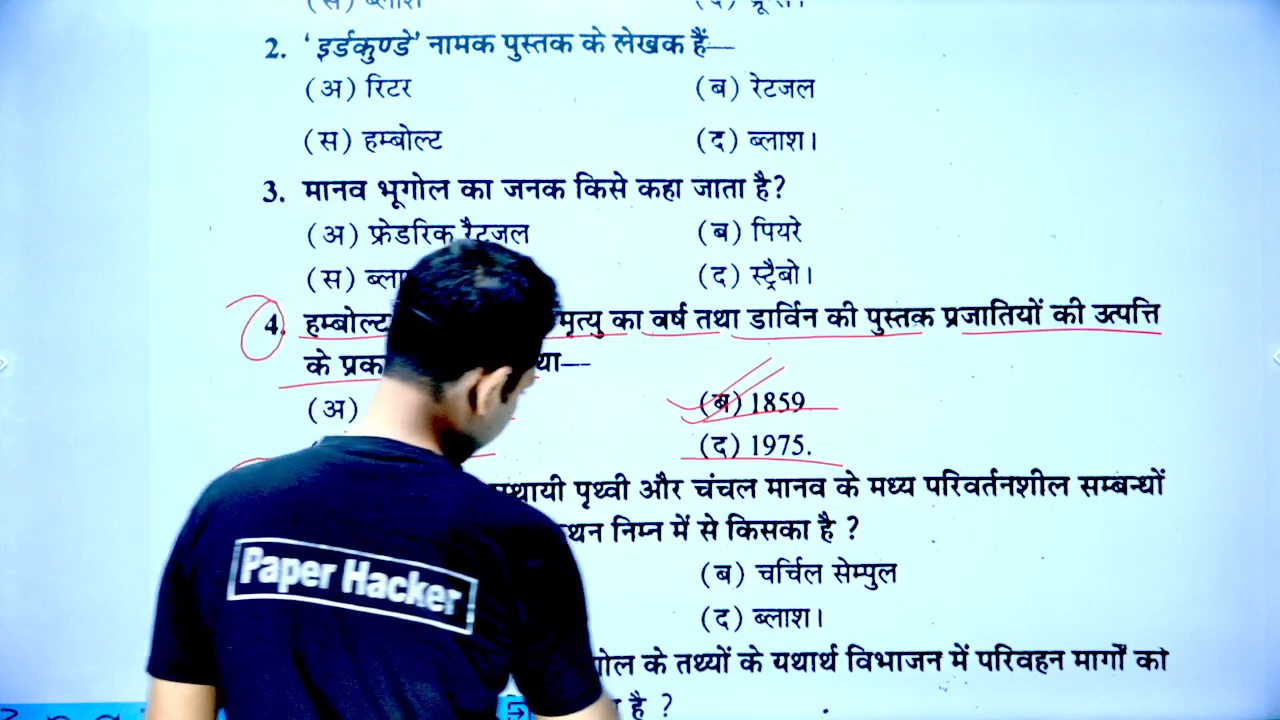 2. 'इर्डकुण्डे' नामक पुस्तक के लेखक हैं—
(अ) रिटर (ब) रेटजल
(स) हम्बोल्ट (द) ब्लाश।
3. मानव भूगोल का जनक किसे कहा जाता है?
(अ) फ्रेडरिक रैटजल (ब) पियरे
(स) (द) स्ट्रैबो।
4. हम्बोल्ट मृत्यु का वर्ष तथा डार्विन की पुस्तक प्रजातियों की उत्पत्ति
के था—
(अ) (ब) 1859
(द) 1975.
पृथ्वी और चंचल मानव के मध्य परिवर्तनशील सम्बन्धों
निम्न में से किसका है ?
(ब) चर्चिल सेम्पुल
(द) ब्लाश।
के तथ्यों के यथार्थ विभाजन में परिवहन मार्गों को
है ?
Paper Hacker